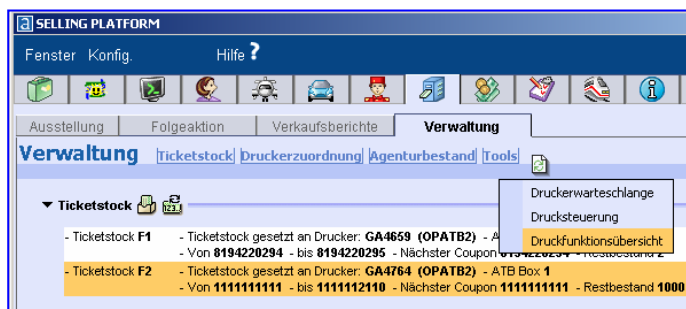 a SELLING PLATFORM
Fenster Konfig. Hilfe ?
Ausstellung Folgeaktion Verkaufsberichte Verwaltung
Verwaltung Ticketstock Druckerzuordnung Agenturbestand Tools
Druckerwarteschlange
Drucksteuerung
Druckfunktionsübersicht
Ticketstock 123..
- Ticketstock F1 - Ticketstock gesetzt an Drucker: GA4659 (OPATB2) -
- Von 8194220294 - bis 8194220295 - Nächster Coupon
- Ticketstock F2 - Ticketstock gesetzt an Drucker: GA4764 (OPATB2) - ATB Box 1
- Von 1111111111 - bis 1111112110 - Nächster Coupon 1111111111 - Restbestand 1000